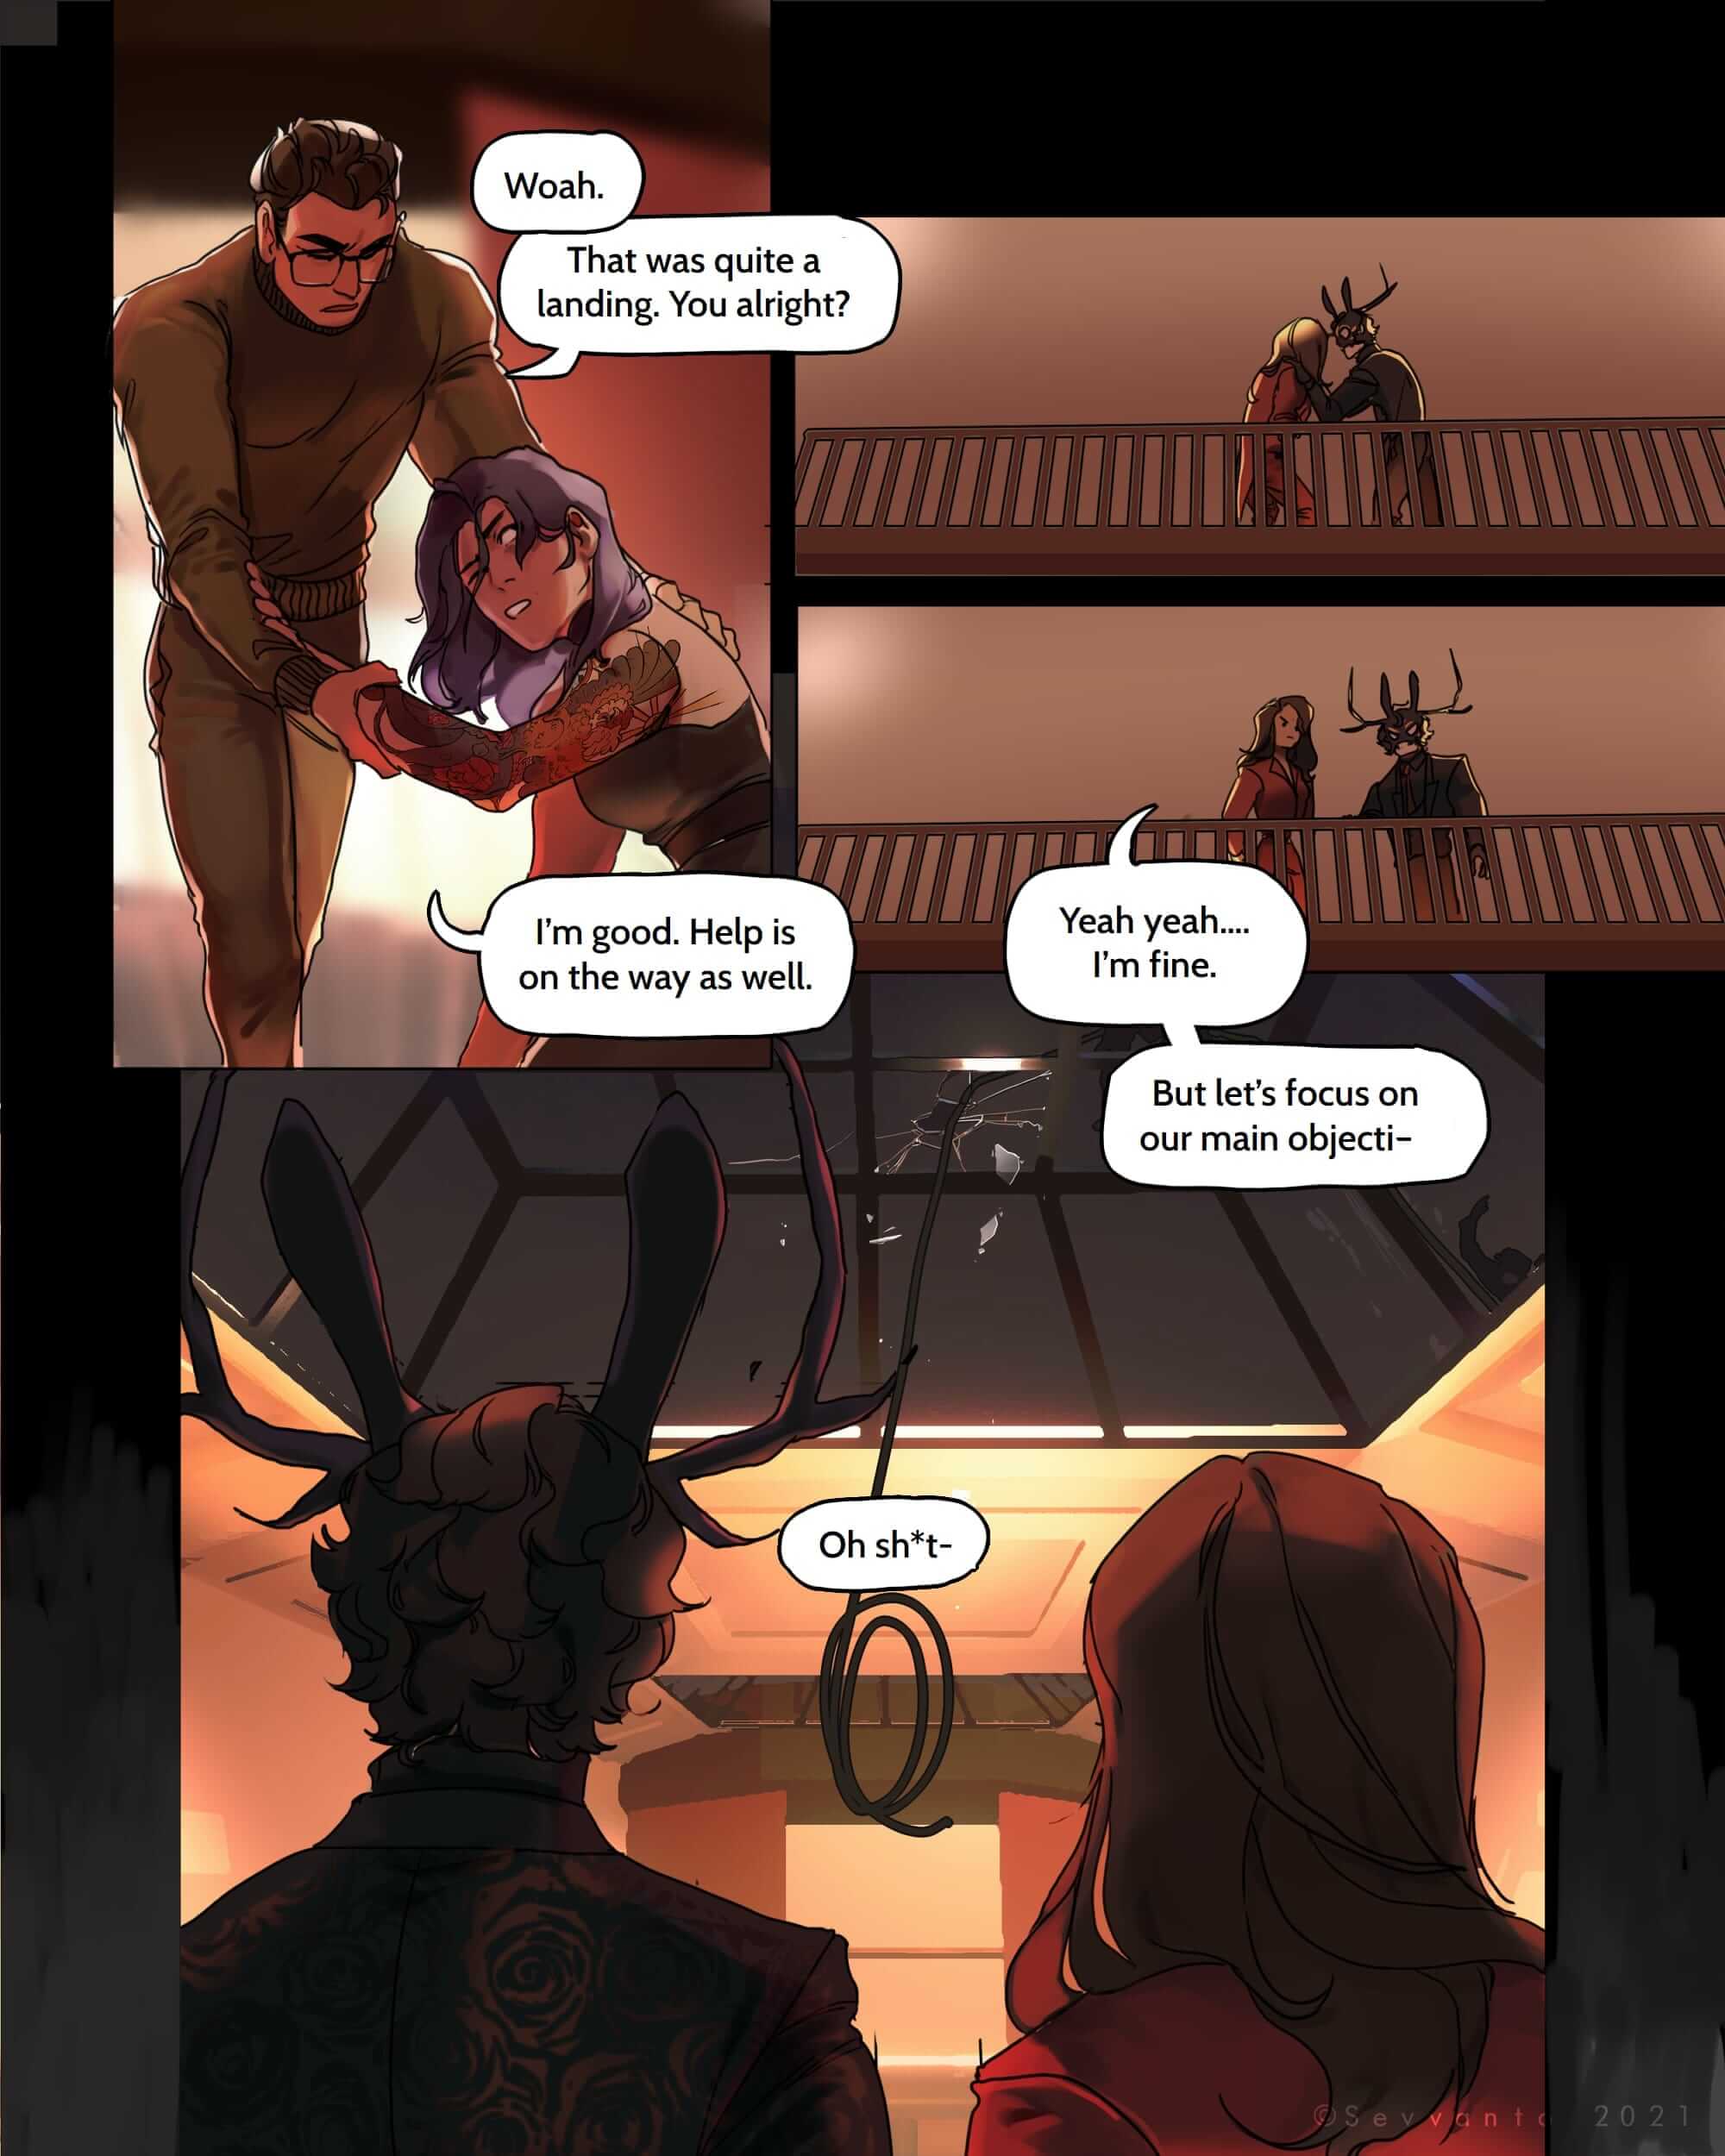 Woah.
That was quite a
landing. You alright?
I'm good. Help is
on the way as well.
Yeah yeah....
I'm fine.
But let's focus on
our main objecti–
Oh sh*t-
©Sevvanta 2021